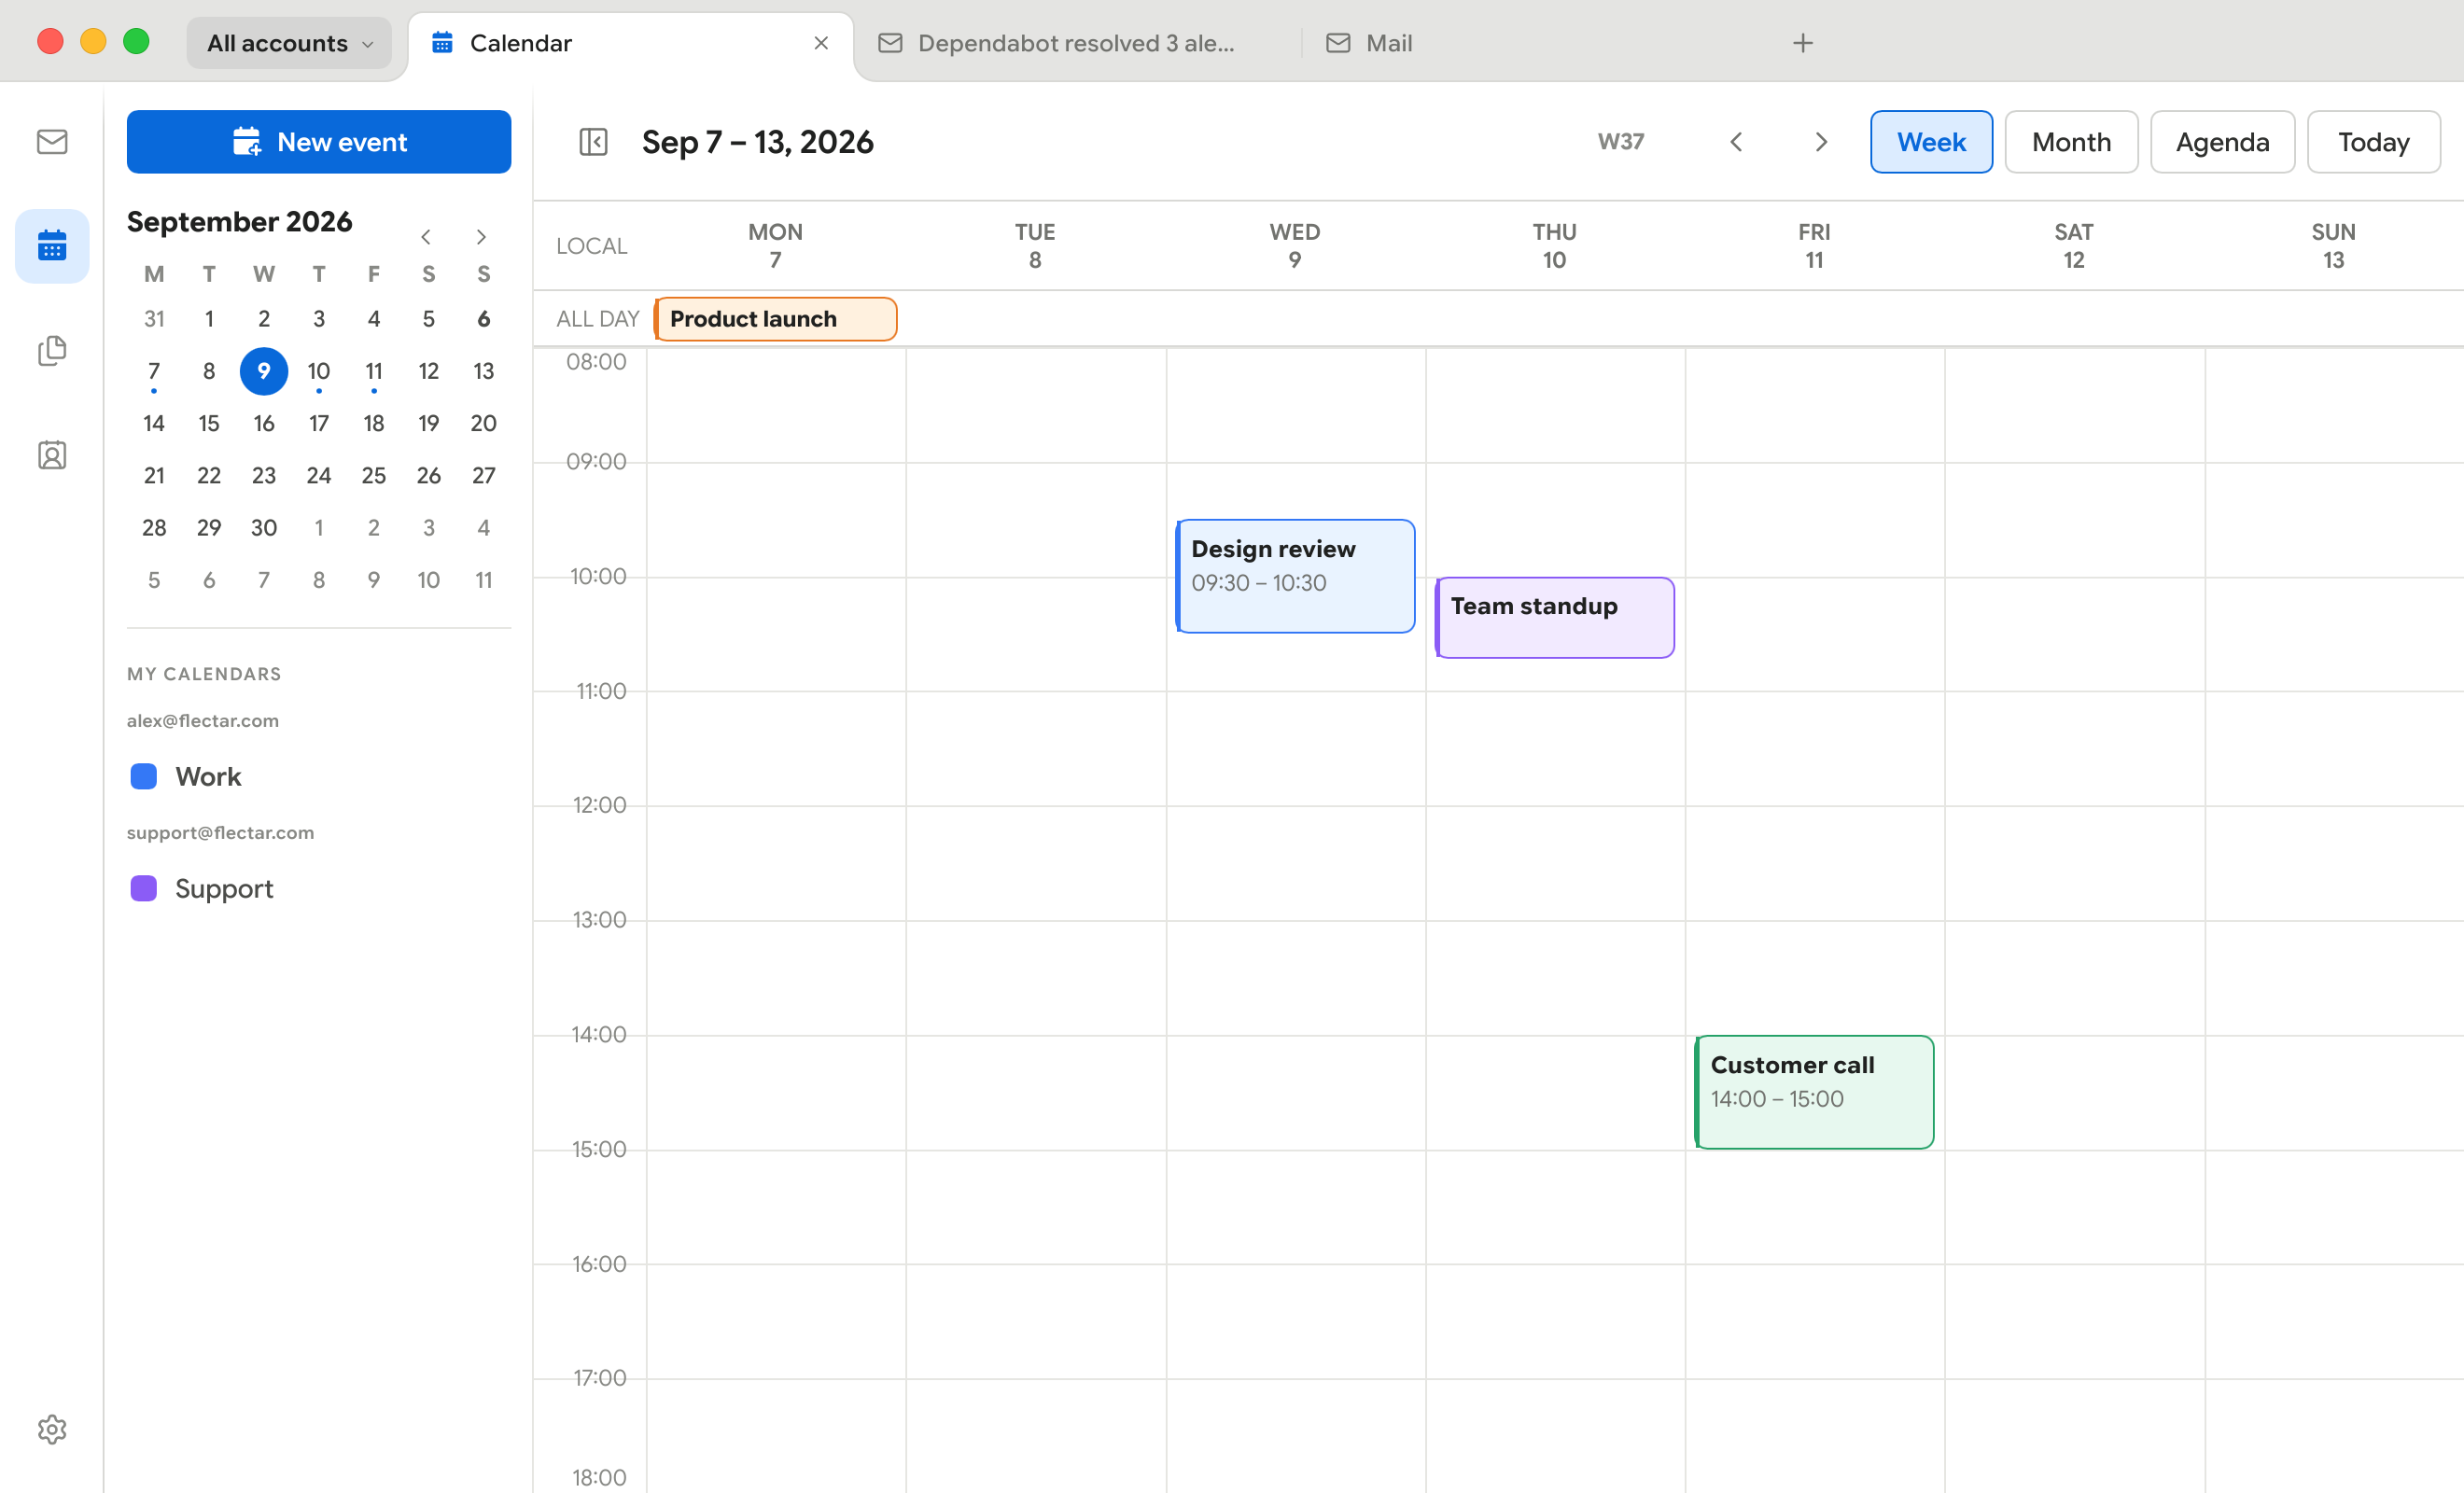 All accounts
Calendar
Dependabot resolved 3 ale...
Mail
New event
September 2026
M T W T F S S
31 1 2 3 4 5 6
7 8 9 10 11 12 13
14 15 16 17 18 19 20
21 22 23 24 25 26 27
28 29 30 1 2 3 4
5 6 7 8 9 10 11
MY CALENDARS
alex@flectar.com
Work
support@flectar.com
Support
Sep 7 – 13, 2026
W37
Week
Month
Agenda
Today
LOCAL
MON
7
TUE
8
WED
9
THU
10
FRI
11
SAT
12
SUN
13
ALL DAY
Product launch
08:00
09:00
Design review
09:30 – 10:30
10:00
Team standup
11:00
12:00
13:00
14:00
Customer call
14:00 – 15:00
15:00
16:00
17:00
18:00